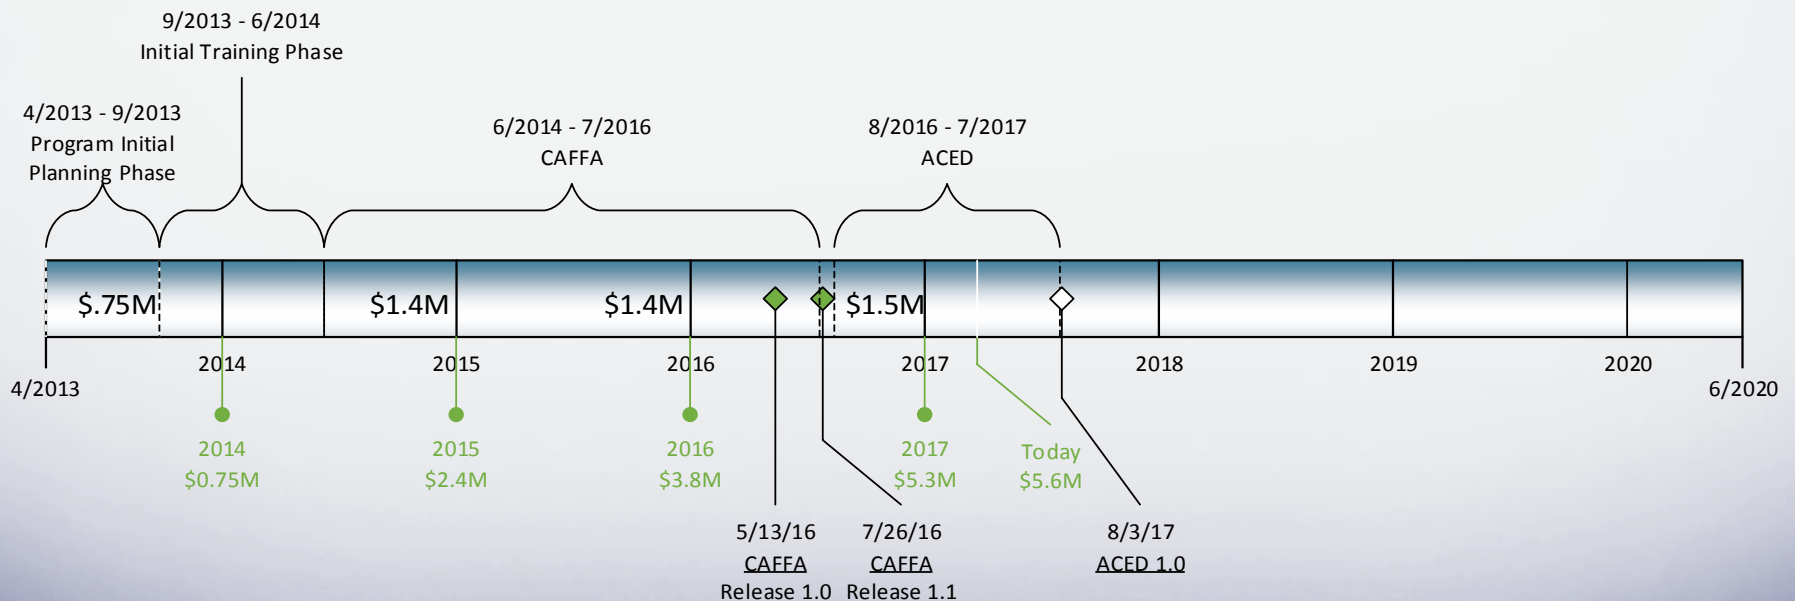 9/2013 - 6/2014
Initial Training Phase
4/2013 - 9/2013
Program Initial
Planning Phase
6/2014 - 7/2016
CAFFA
8/2016 - 7/2017
ACED
$.75M
$1.4M
$1.4M
$1.5M
2014
2015
2016
2017
2018
2019
2020
4/2013
6/2020
2014
$0.75M
2015
$2.4M
2016
$3.8M
2017
$5.3M
Today
$5.6M
5/13/16
CAFFA
Release 1.0
7/26/16
CAFFA
Release 1.1
8/3/17
ACED 1.0